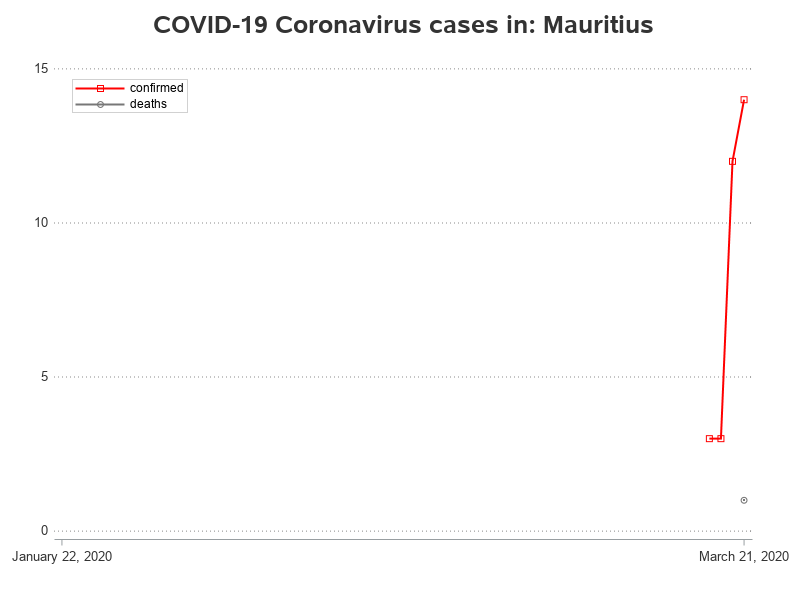 COVID-19 Coronavirus cases in: Mauritius
15
confirmed
deaths
10
5
0
January 22, 2020
March 21, 2020